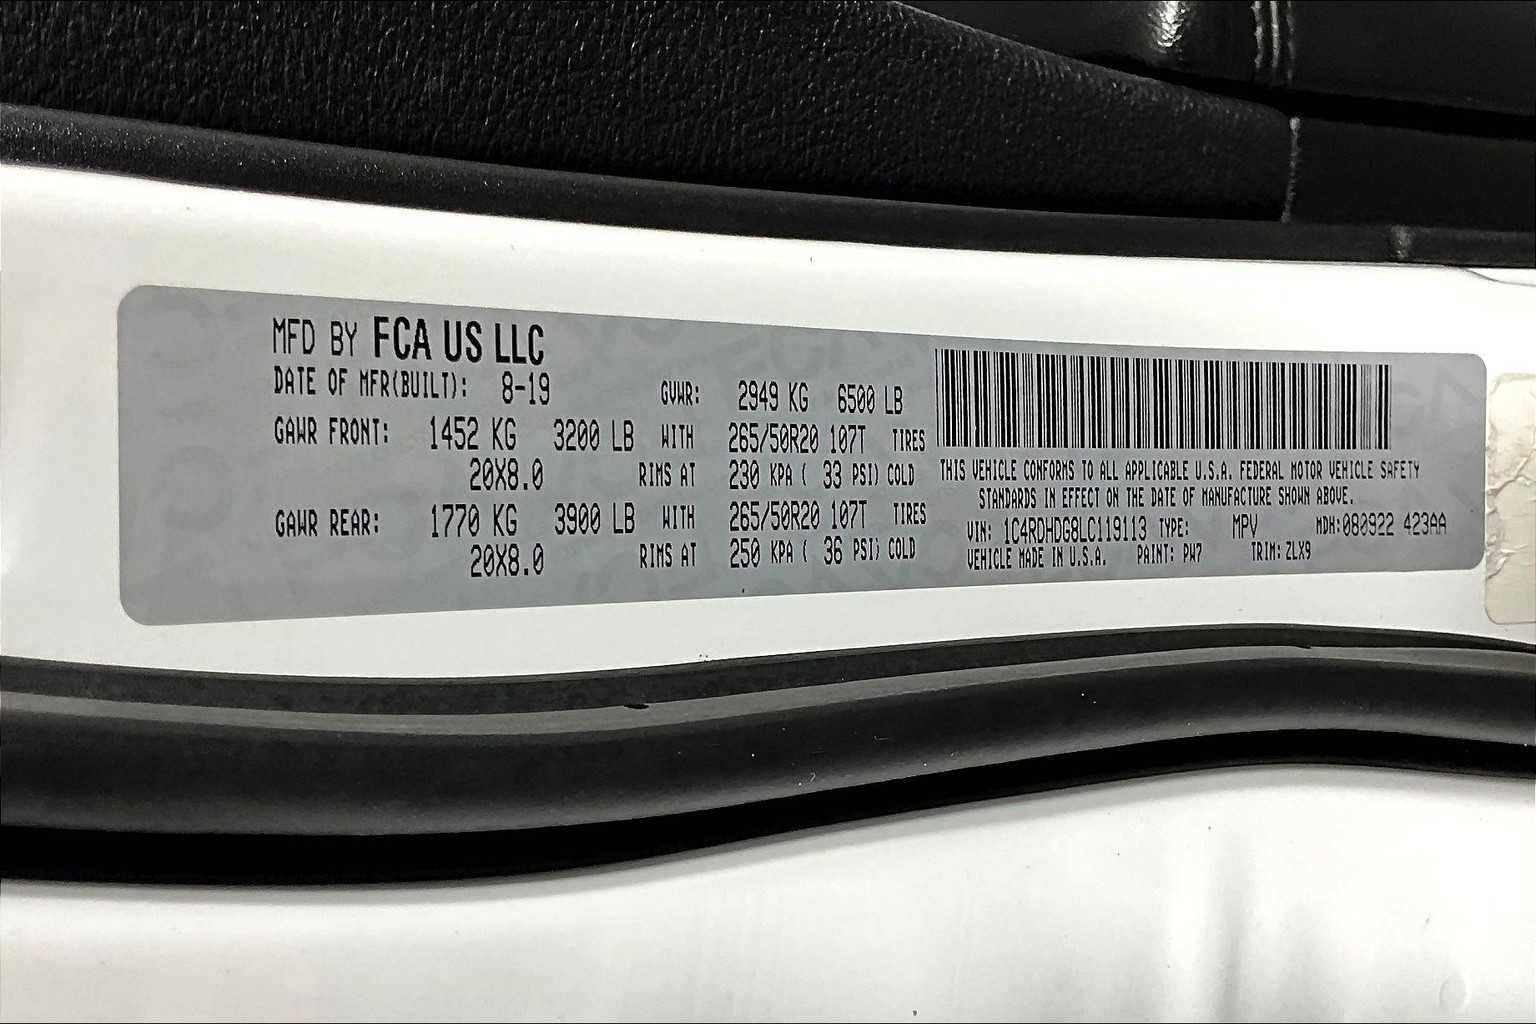 MFD BY FCA US LLC
DATE OF MFR(BUILT): 8-19 GVWR: 2949 KG 6500 LB
GAWR FRONT: 1452 KG 3200 LB WITH 265/50R20 107T TIRES
20X8.0 RIMS AT 230 KPA ( 33 PSI) COLD
GAWR REAR: 1770 KG 3900 LB WITH 265/50R20 107T TIRES
20X8.0 RIMS AT 250 KPA ( 36 PSI) COLD
THIS VEHICLE CONFORMS TO ALL APPLICABLE U.S.A. FEDERAL MOTOR VEHICLE SAFETY
STANDARDS IN EFFECT ON THE DATE OF MANUFACTURE SHOWN ABOVE.
VIN: 1C4RDHDG8LC119113 TYPE: MPV MDH:080922 423AA
VEHICLE MADE IN U.S.A. PAINT: PW7 TRIM: ZLX9